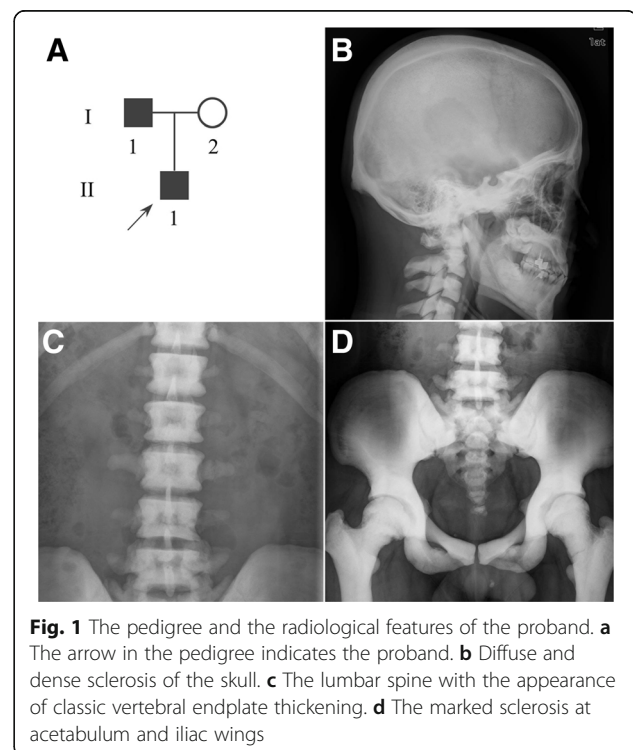 A
B
lat
I
1
2
II
1
C
D
Fig. 1 The pedigree and the radiological features of the proband. a
The arrow in the pedigree indicates the proband. b Diffuse and
dense sclerosis of the skull. c The lumbar spine with the appearance
of classic vertebral endplate thickening. d The marked sclerosis at
acetabulum and iliac wings